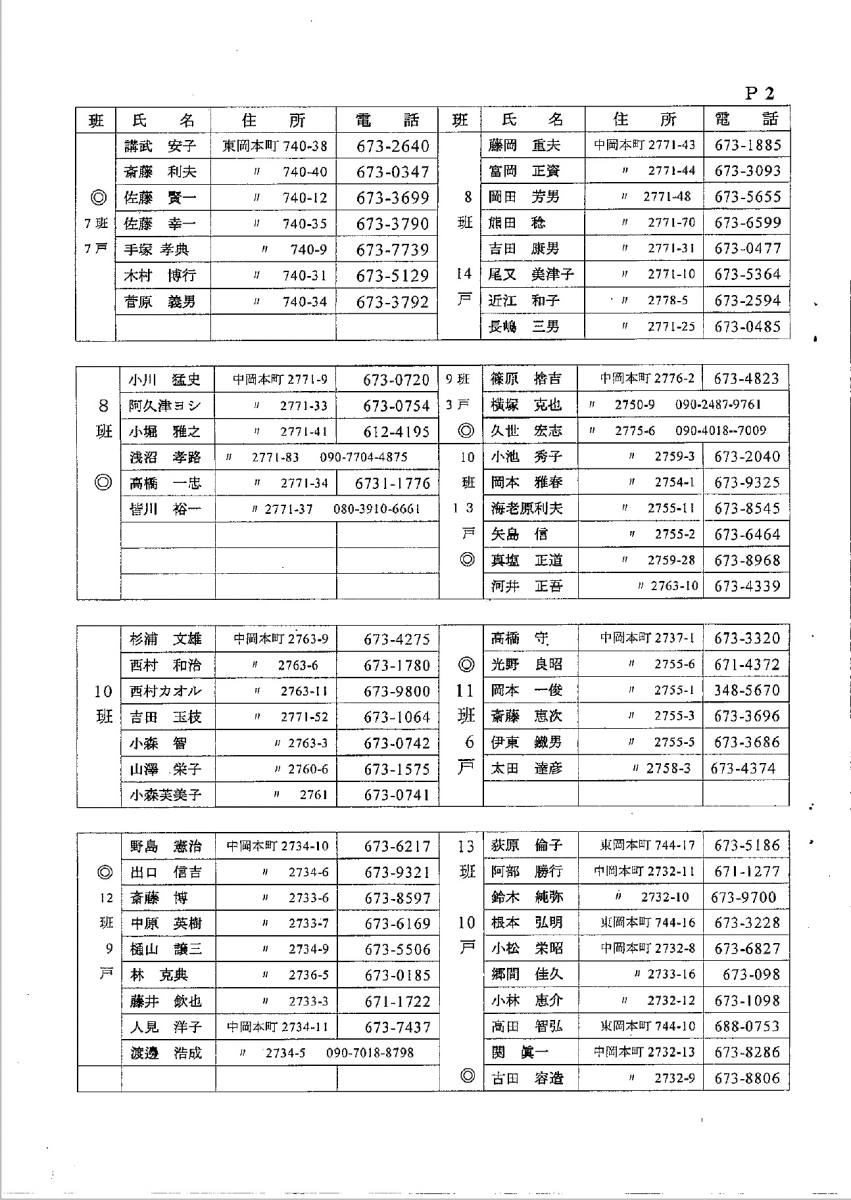 P 2
班 氏 名 住 所 電 話 班 氏 名 住 所 電 話
講武 安子 東岡本町 740-38 673-2640 藤岡 重夫 中岡本町 2771-43 673-1885
斎藤 利夫 〃 740-40 673-0347 富岡 正資 〃 2771-44 673-3093
◎ 佐藤 賢一 〃 740-12 673-3699 8 岡田 芳男 〃 2771-48 673-5655
7 班 佐藤 幸一 〃 740-35 673-3790 班 熊田 稔 〃 2771-70 673-6599
7 戸 手塚 孝典 〃 740-9 673-7739 吉田 康男 〃 2771-31 673-0477
木村 博行 〃 740-31 673-5129 14 尾又 美津子 〃 2771-10 673-5364
菅原 義男 〃 740-34 673-3792 戸 近江 和子 〃 2778-5 673-2594
長嶋 三男 〃 2771-25 673-0485
小川 猛史 中岡本町 2771-9 673-0720 9 班 篠原 捨吉 中岡本町 2776-2 673-4823
8 阿久津ヨシ 〃 2771-33 673-0754 3 戸 横塚 克也 〃 2750-9 090-2487-9761
班 小堀 雅之 〃 2771-41 612-4195 ◎ 久世 宏志 〃 2775-6 090-4018--7009
浅沼 孝路 〃 2771-83 090-7704-4875 10 小池 秀子 〃 2759-3 673-2040
◎ 高橋 一忠 〃 2771-34 6731-1776 班 岡本 雅春 〃 2754-1 673-9325
皆川 裕一 〃 2771-37 080-3910-6661 1 3 海老原利夫 〃 2755-11 673-8545
戸 矢島 信 〃 2755-2 673-6464
◎ 真塩 正道 〃 2759-28 673-8968
河井 正吾 〃 2763-10 673-4339
杉浦 文雄 中岡本町 2763-9 673-4275 高橋 守 中岡本町 2737-1 673-3320
西村 和治 〃 2763-6 673-1780 ◎ 光野 良昭 〃 2755-6 671-4372
10 西村カオル 〃 2763-11 673-9800 11 岡本 一俊 〃 2755-1 348-5670
班 吉田 玉枝 〃 2771-52 673-1064 班 斎藤 恵次 〃 2755-3 673-3696
小森 智 〃 2763-3 673-0742 6 伊東 鐵男 〃 2755-5 673-3686
山澤 栄子 〃 2760-6 673-1575 戸 太田 達彦 〃 2758-3 673-4374
小森英美子 〃 2761 673-0741
野島 憲治 中岡本町 2734-10 673-6217 13 荻原 倫子 東岡本町 744-17 673-5186
◎ 出口 信吉 〃 2734-6 673-9321 班 阿部 勝行 中岡本町 2732-11 671-1277
12 斎藤 博 〃 2733-6 673-8597 鈴木 純弥 〃 2732-10 673-9700
班 中原 英樹 〃 2733-7 673-6169 10 根本 弘明 東岡本町 744-16 673-3228
9 樋山 譲三 〃 2734-9 673-5506 戸 小松 栄昭 中岡本町 2732-8 673-6827
戸 林 克典 〃 2736-5 673-0185 郷間 佳久 〃 2733-16 673-098
藤井 欽也 〃 2733-3 671-1722 小林 恵介 〃 2732-12 673-1098
人見 洋子 中岡本町 2734-11 673-7437 高田 智弘 東岡本町 744-10 688-0753
渡邊 浩成 〃 2734-5 090-7018-8798 関 眞一 中岡本町 2732-13 673-8286
◎ 古田 容造 〃 2732-9 673-8806